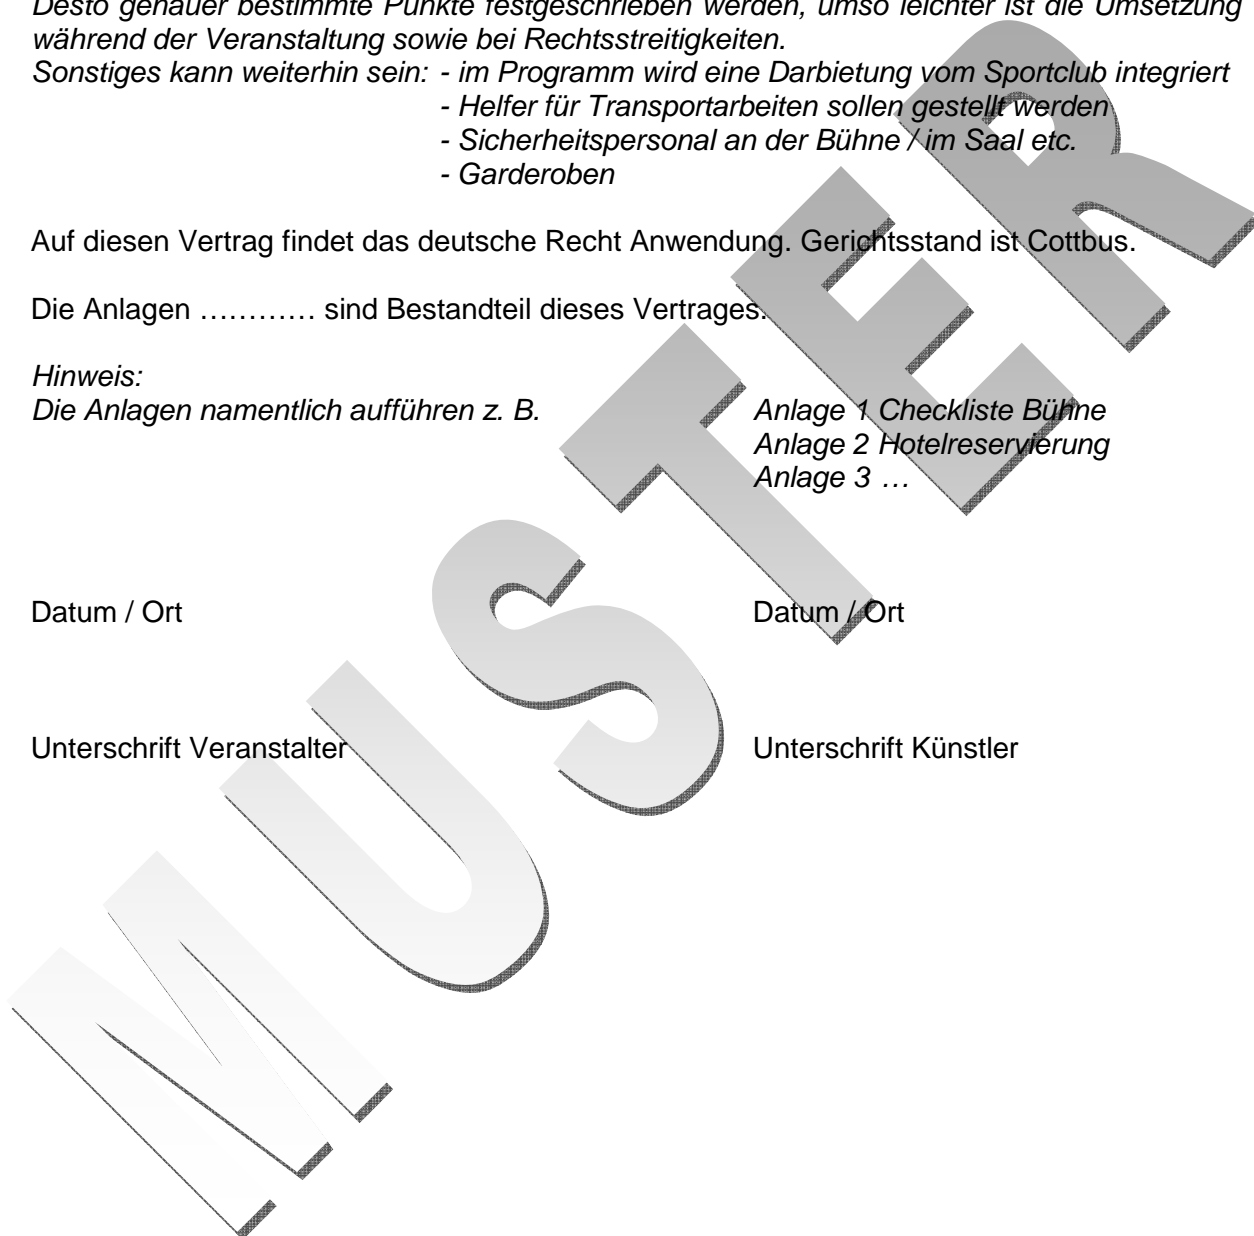 Desto genauer bestimmte Punkte festgeschrieben werden, umso leichter ist die Umsetzung
während der Veranstaltung sowie bei Rechtsstreitigkeiten.
Sonstiges kann weiterhin sein: - im Programm wird eine Darbietung vom Sportclub integriert
- Helfer für Transportarbeiten sollen gestellt werden
- Sicherheitspersonal an der Bühne / im Saal etc.
- Garderoben
Auf diesen Vertrag findet das deutsche Recht Anwendung. Gerichtsstand ist Cottbus.
Die Anlagen ………… sind Bestandteil dieses Vertrages.
Hinweis:
Die Anlagen namentlich aufführen z. B. Anlage 1 Checkliste Bühne
Anlage 2 Hotelreservierung
Anlage 3 …
Datum / Ort Datum / Ort
Unterschrift Veranstalter Unterschrift Künstler
MUSTER